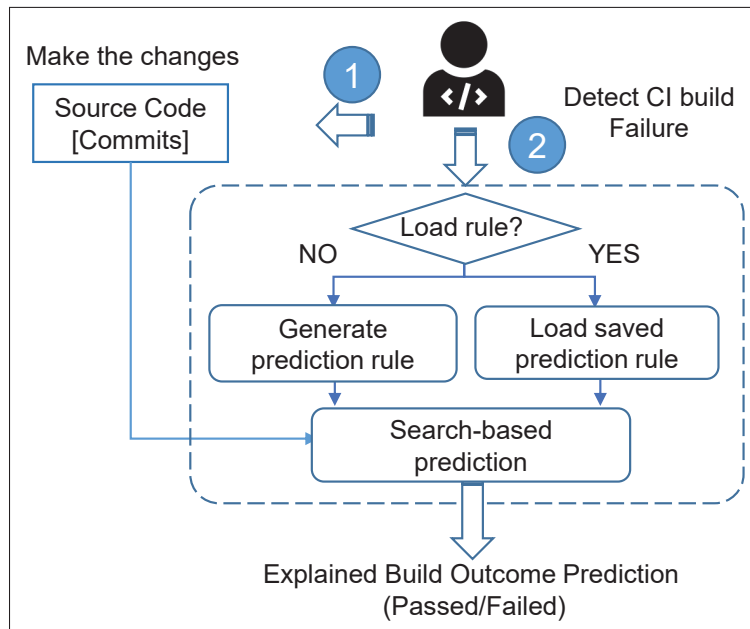 Make the changes
1
</>
Source Code
[Commits]
Detect CI build
Failure
2
Load rule?
NO
YES
Generate
prediction rule
Load saved
prediction rule
Search-based
prediction
Explained Build Outcome Prediction
(Passed/Failed)